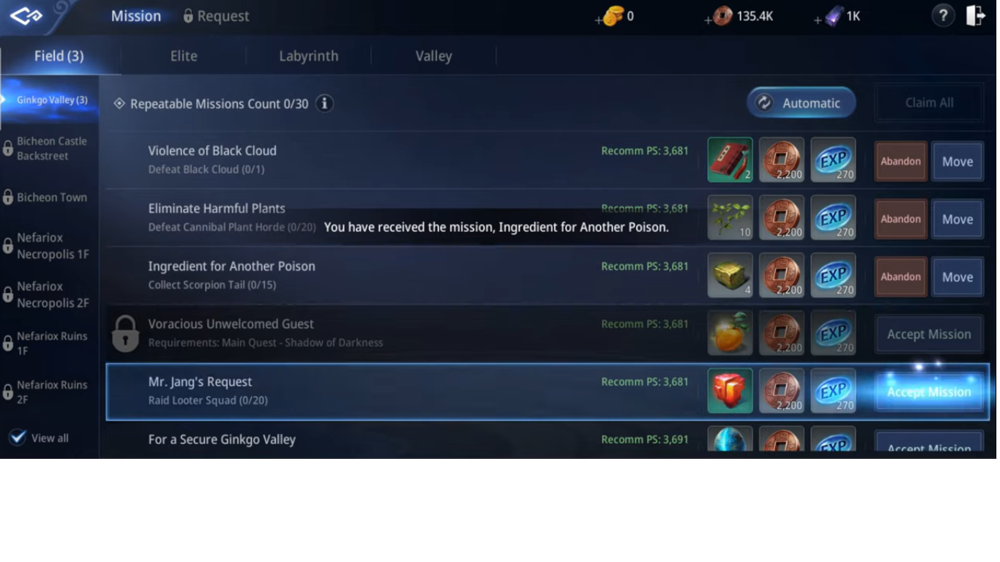 Mission
Request
0
135.4K
1K
?
Field (3)
Elite
Labyrinth
Valley
Ginkgo Valley (3)
Bicheon Castle
Backstreet
Bicheon Town
Nefariox
Necropolis 1F
Nefariox
Necropolis 2F
Nefariox Ruins
1F
Nefariox Ruins
2F
View all
Repeatable Missions Count 0/30
Automatic
Claim All
Violence of Black Cloud
Defeat Black Cloud (0/1)
Recomm PS: 3,681
2
2,200
EXP
270
Abandon
Move
Eliminate Harmful Plants
Defeat Cannibal Plant Horde (0/20)
Recomm PS: 3,681
You have received the mission, Ingredient for Another Poison.
10
2,200
EXP
270
Abandon
Move
Ingredient for Another Poison
Collect Scorpion Tail (0/15)
Recomm PS: 3,681
4
2,200
EXP
270
Abandon
Move
Voracious Unwelcomed Guest
Requirements: Main Quest - Shadow of Darkness
Recomm PS: 3,681
2,200
EXP
270
Accept Mission
Mr. Jang's Request
Raid Looter Squad (0/20)
Recomm PS: 3,681
2,200
EXP
270
Accept Mission
For a Secure Ginkgo Valley
Recomm PS: 3,691
EXP
Accept Mission